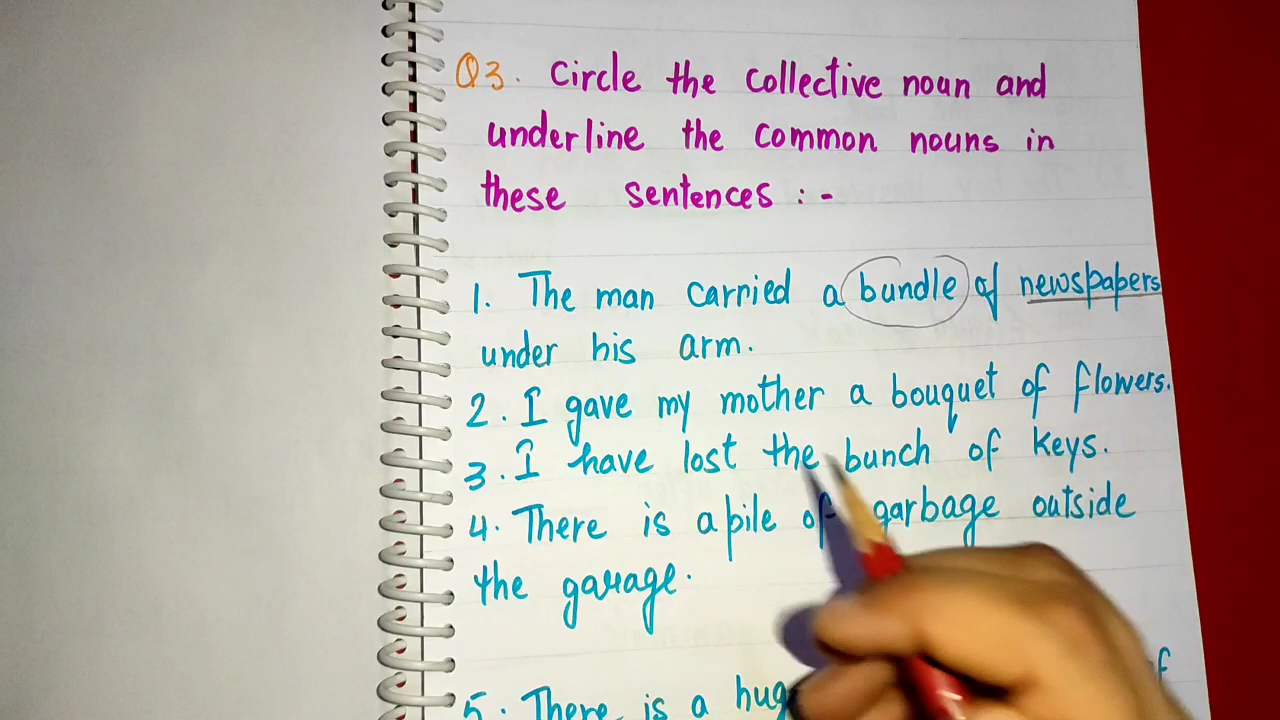 Q3. Circle the collective noun and
underline the common nouns in
these sentences :-
1. The man carried a bundle of newspapers
under his arm.
2. I gave my mother a bouquet of flowers.
3. I have lost the bunch of keys.
4. There is a pile of garbage outside
the garage.
5. There is a